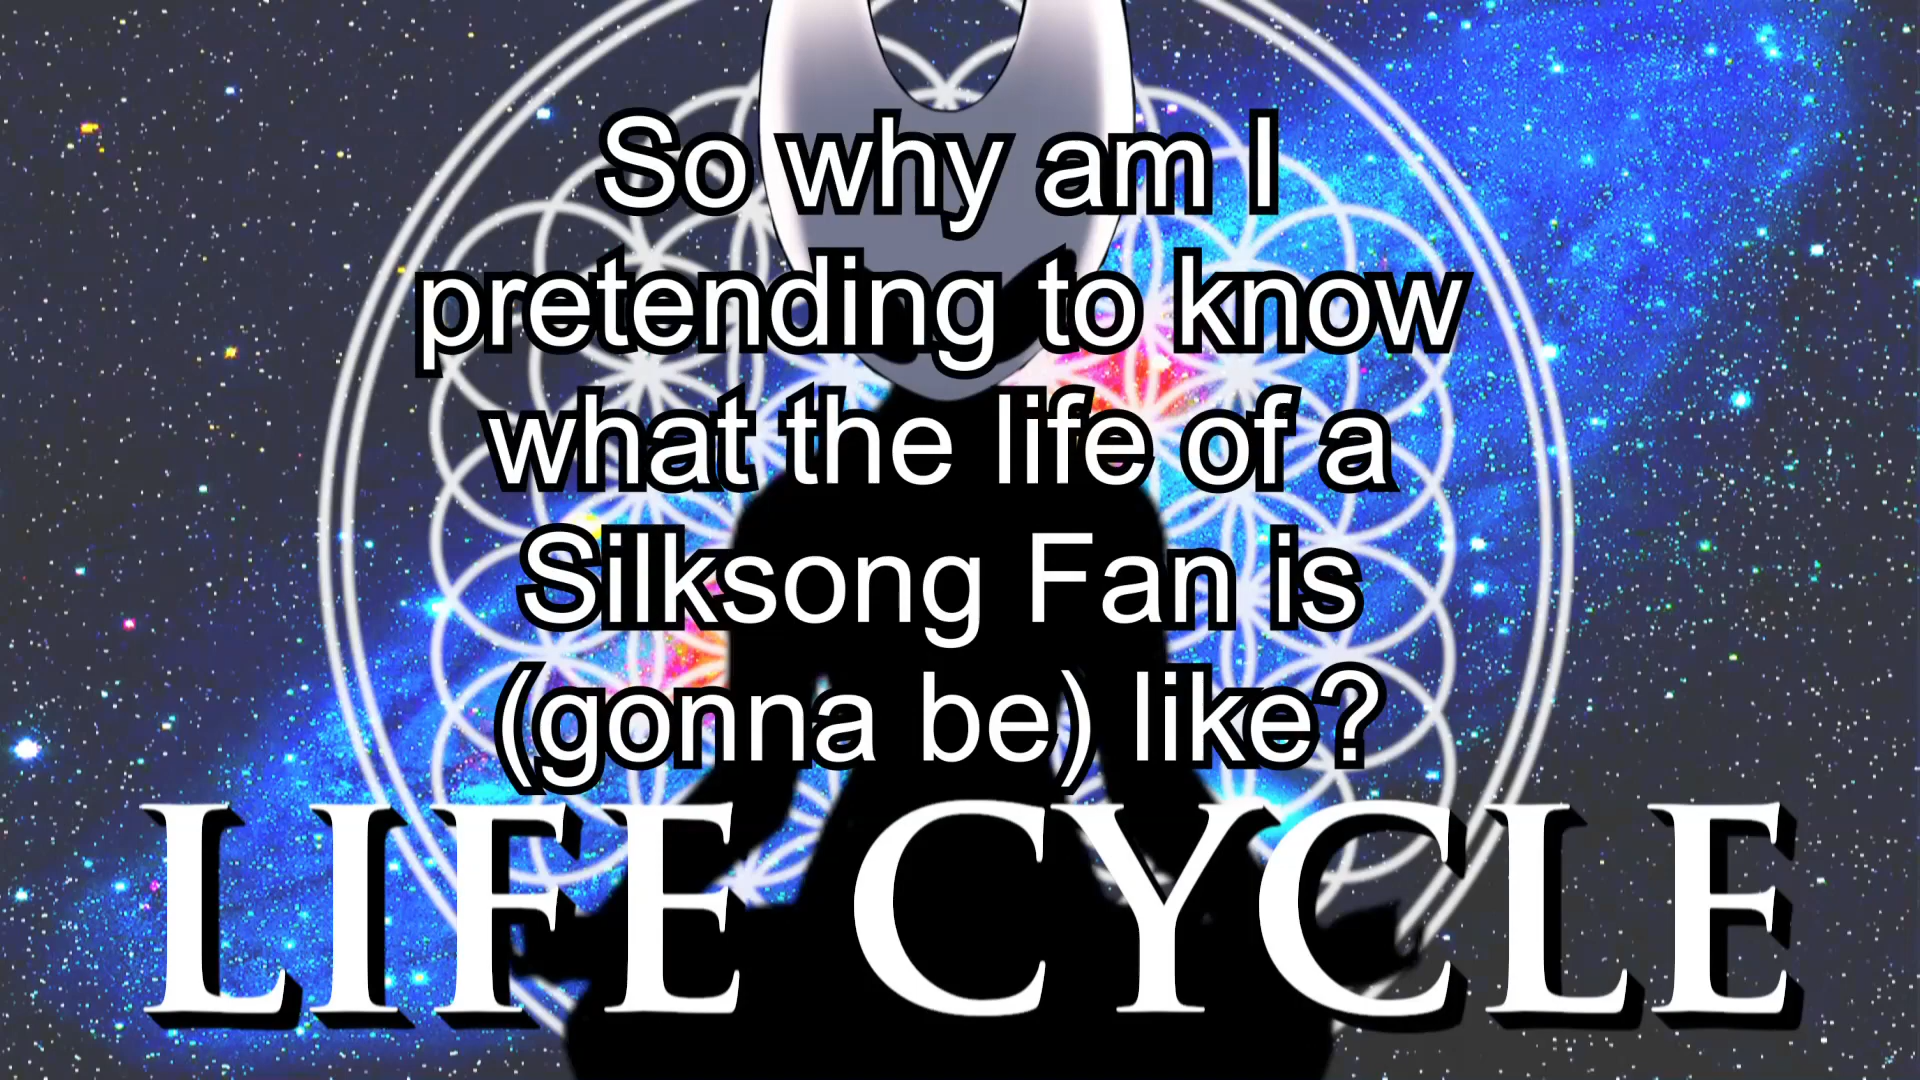 So why am I
pretending to know
what the life of a
Silksong Fan is
(gonna be) like?
LIFE CYCLE